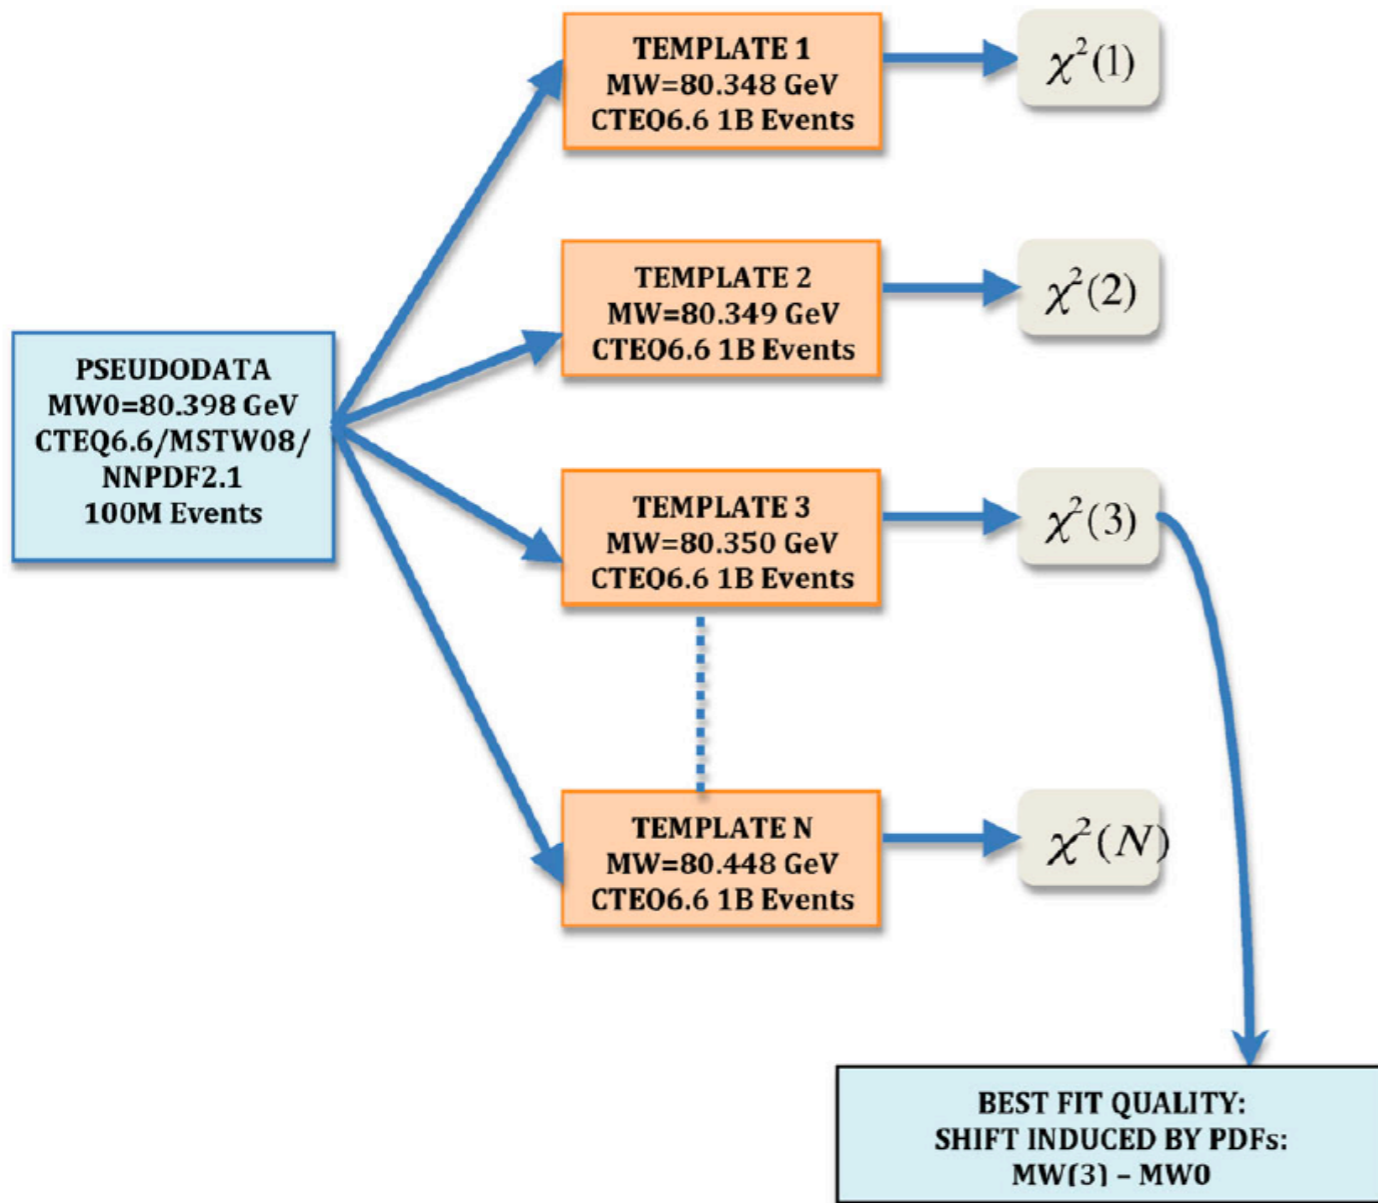 TEMPLATE 1
MW=80.348 GeV
CTEQ6.6 1B Events
χ²(1)
TEMPLATE 2
MW=80.349 GeV
CTEQ6.6 1B Events
χ²(2)
PSEUDODATA
MW0=80.398 GeV
CTEQ6.6/MSTW08/
NNPDF2.1
100M Events
TEMPLATE 3
MW=80.350 GeV
CTEQ6.6 1B Events
χ²(3)
TEMPLATE N
MW=80.448 GeV
CTEQ6.6 1B Events
χ²(N)
BEST FIT QUALITY:
SHIFT INDUCED BY PDFs:
MW(3) – MW0